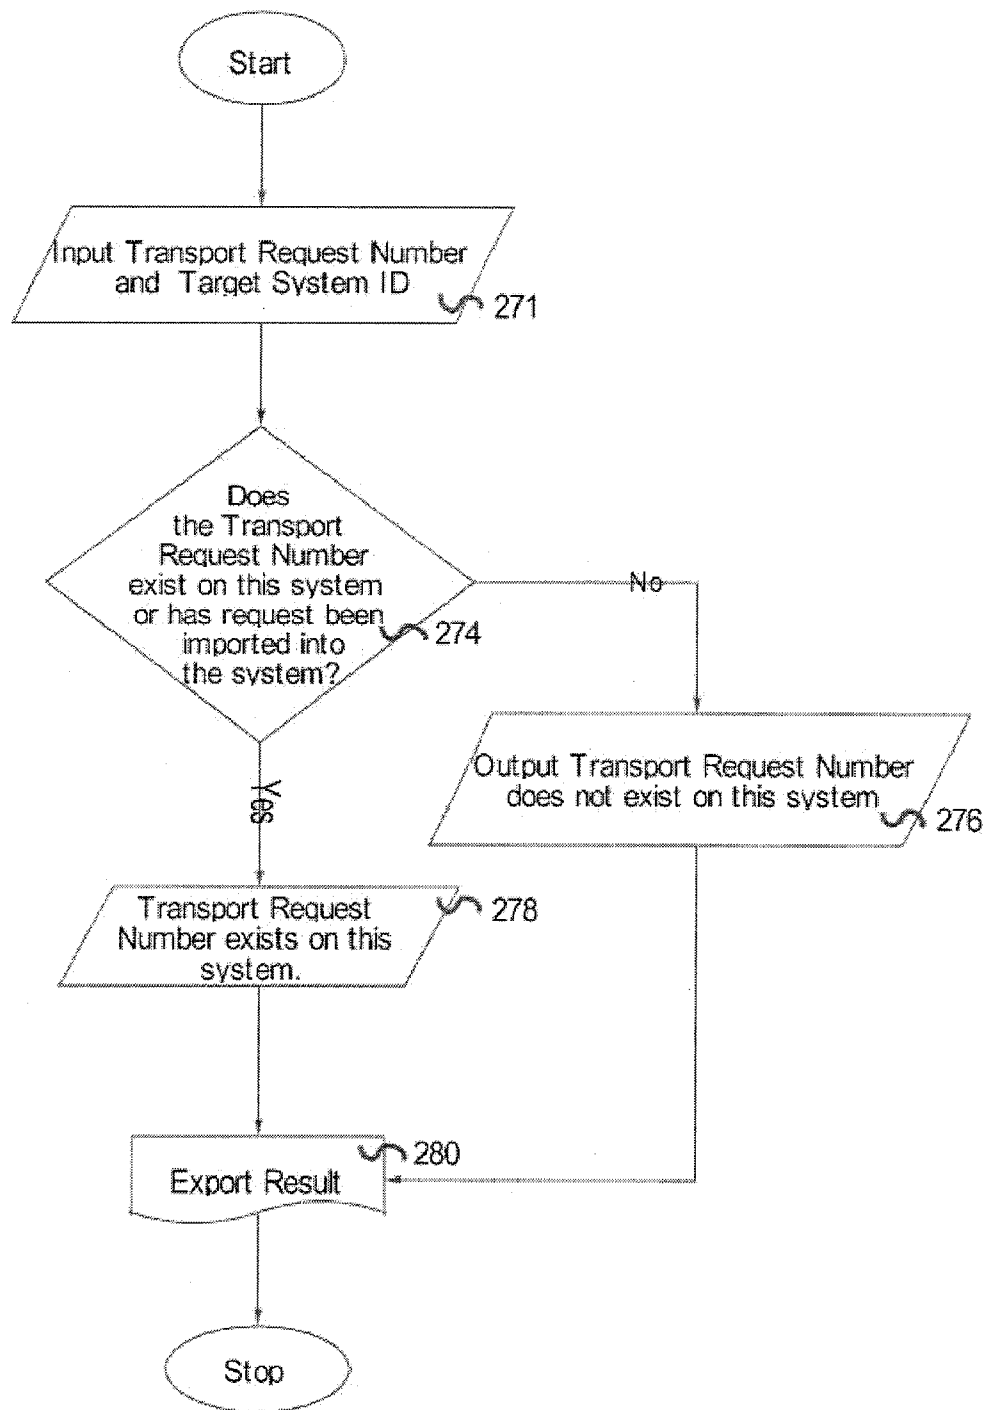 Start
Input Transport Request Number
and Target System ID
271
Does
the Transport
Request Number
exist on this system
or has request been
imported into
the system?
274
No
Yes
Output Transport Request Number
does not exist on this system
276
Transport Request
Number exists on this
system.
278
Export Result
280
Stop